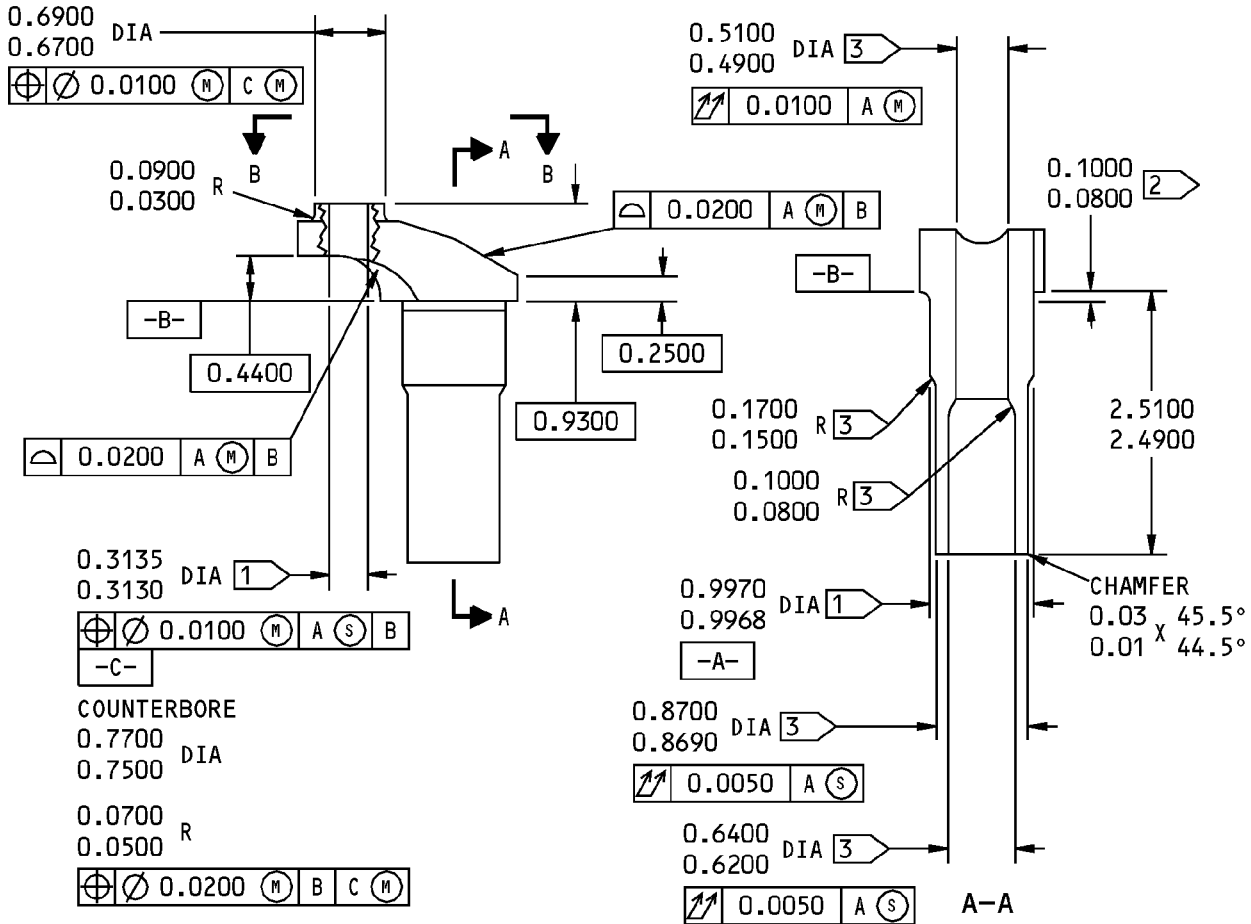 0.6900
0.6700 DIA
⌖ ⌀ 0.0100 Ⓜ C Ⓜ
B
A
B
0.0900
0.0300 R
⌓ 0.0200 A Ⓜ B
-B-
0.4400
0.2500
0.9300
⌓ 0.0200 A Ⓜ B
0.3135
0.3130 DIA 1
⌖ ⌀ 0.0100 Ⓜ A Ⓢ B
-C-
A
COUNTERBORE
0.7700
0.7500 DIA
0.0700
0.0500 R
⌖ ⌀ 0.0200 Ⓜ B C Ⓜ
0.5100
0.4900 DIA 3
⌰ 0.0100 A Ⓜ
0.1000
0.0800 2
-B-
0.1700
0.1500 R 3
0.1000
0.0800 R 3
2.5100
2.4900
0.9970
0.9968 DIA 1
-A-
CHAMFER
0.03 X 45.5°
0.01 44.5°
0.8700
0.8690 DIA 3
⌰ 0.0050 A Ⓢ
0.6400
0.6200 DIA 3
⌰ 0.0050 A Ⓢ
A-A